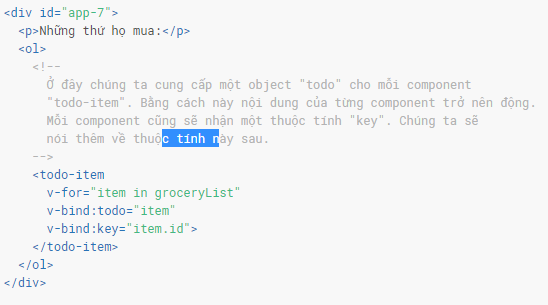 <div id="app-7">
<p>Những thứ họ mua:</p>
<ol>
<!--
Ở đây chúng ta cung cấp một object "todo" cho mỗi component
"todo-item". Bằng cách này nội dung của từng component trở nên động.
Mỗi component cũng sẽ nhận một thuộc tính "key". Chúng ta sẽ
nói thêm về thuộc tính này sau.
-->
<todo-item
v-for="item in groceryList"
v-bind:todo="item"
v-bind:key="item.id">
</todo-item>
</ol>
</div>